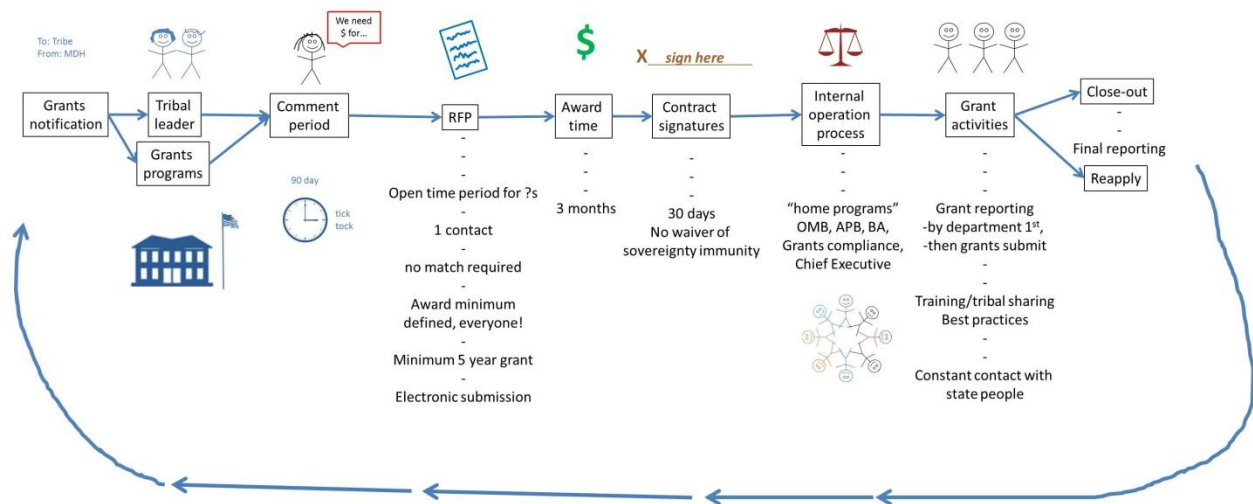 To: Tribe
From: MDH
Grants
notification
Tribal
leader
Grants
programs
We need
$ for...
Comment
period
90 day
tick
tock
RFP
-
-
-
Open time period for ?s
-
1 contact
-
no match required
-
Award minimum
defined, everyone!
-
Minimum 5 year grant
-
Electronic submission
$
Award
time
-
-
-
3 months
X__sign here____
Contract
signatures
-
-
-
30 days
No waiver of
sovereignty immunity
Internal
operation
process
-
-
-
“home programs”
OMB, APB, BA,
Grants compliance,
Chief Executive
Grant
activities
-
-
-
Grant reporting
-by department 1st,
-then grants submit
-
-
Training/tribal sharing
Best practices
-
-
Constant contact with
state people
Close-out
-
-
Final reporting
Reapply